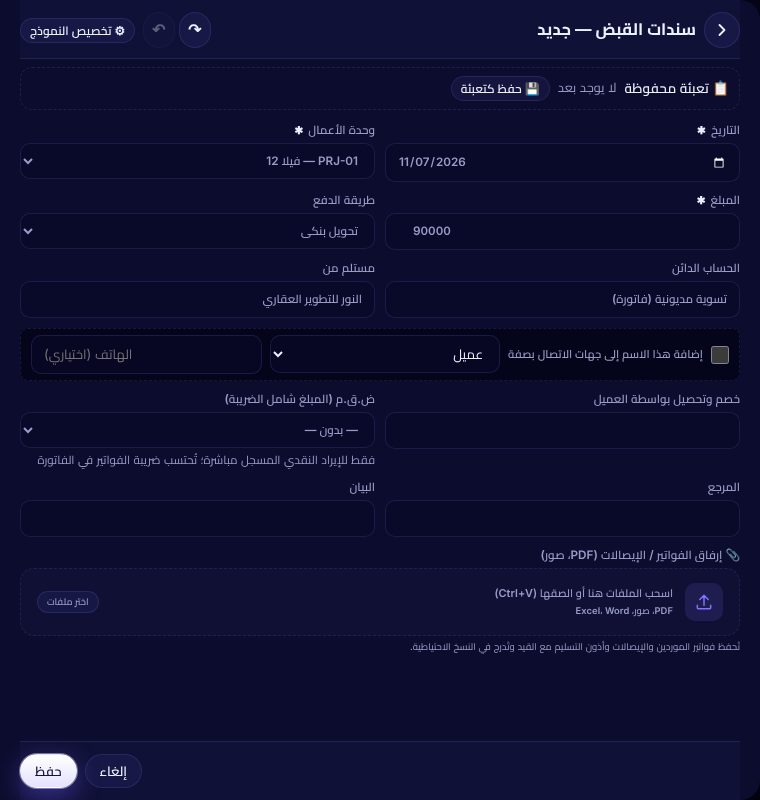 سندات القبض — جديد
⚙ تخصيص النموذج
📋 تعبئة محفوظة لا يوجد بعد 💾 حفظ كتعبئة
التاريخ ✱
وحدة الأعمال ✱
11/07/2026
PRJ-01 — فيلا 12
المبلغ ✱
طريقة الدفع
90000
تحويل بنكي
الحساب الدائن
مستلم من
تسوية مديونية (فاتورة)
النور للتطوير العقاري
إضافة هذا الاسم إلى جهات الاتصال بصفة
عميل
الهاتف (اختياري)
خصم وتحصيل بواسطة العميل
ض.ق.م (المبلغ شامل الضريبة)
— بدون —
فقط للإيراد النقدي المسجل مباشرة؛ تُحتسب ضريبة الفواتير في الفاتورة
المرجع
البيان
📎 إرفاق الفواتير / الإيصالات (PDF، صور)
اسحب الملفات هنا أو الصقها (Ctrl+V)
PDF، صور، Excel، Word
اختر ملفات
تُحفظ فواتير الموردين والإيصالات وأذون التسليم مع القيد وتُدرج في النسخ الاحتياطية.
إلغاء
حفظ